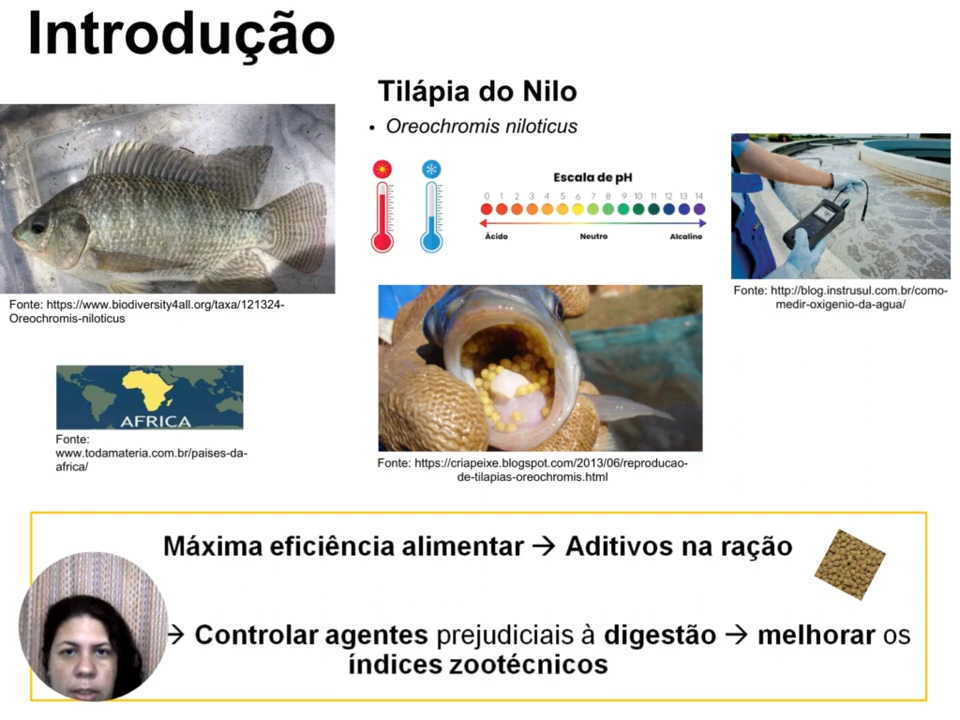 Introdução
Tilápia do Nilo
• Oreochromis niloticus
Escala de pH
0 1 2 3 4 5 6 7 8 9 10 11 12 13 14
Ácido Neutro Alcalino
Fonte: https://www.biodiversity4all.org/taxa/121324-
Oreochromis-niloticus
Fonte: http://blog.instrusul.com.br/como-
medir-oxigenio-da-agua/
AFRICA
Fonte:
www.todamateria.com.br/paises-da-
africa/
Fonte: https://criapeixe.blogspot.com/2013/06/reproducao-
de-tilapias-oreochromis.html
Máxima eficiência alimentar → Aditivos na ração
→ Controlar agentes prejudiciais à digestão → melhorar os
índices zootécnicos